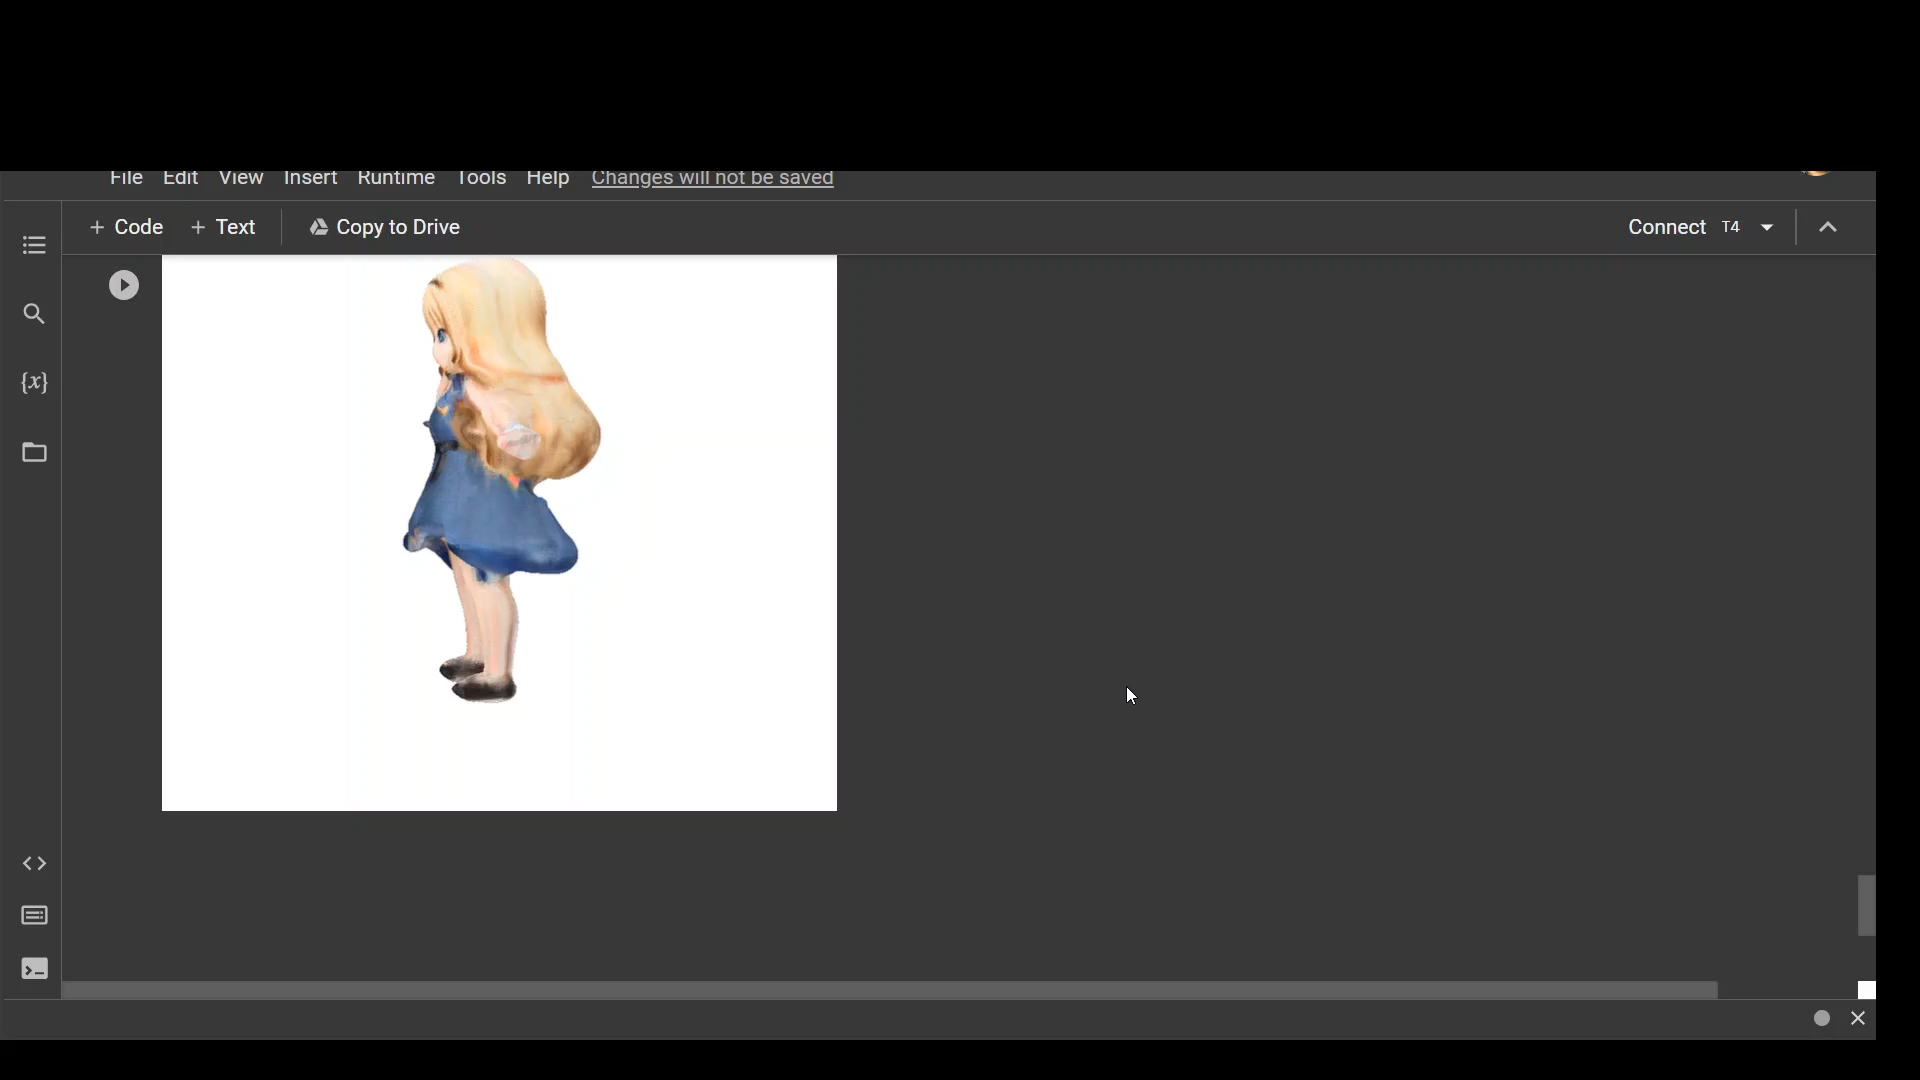 File Edit View Insert Runtime Tools Help Changes will not be saved
+ Code + Text Copy to Drive Connect T4
{x}